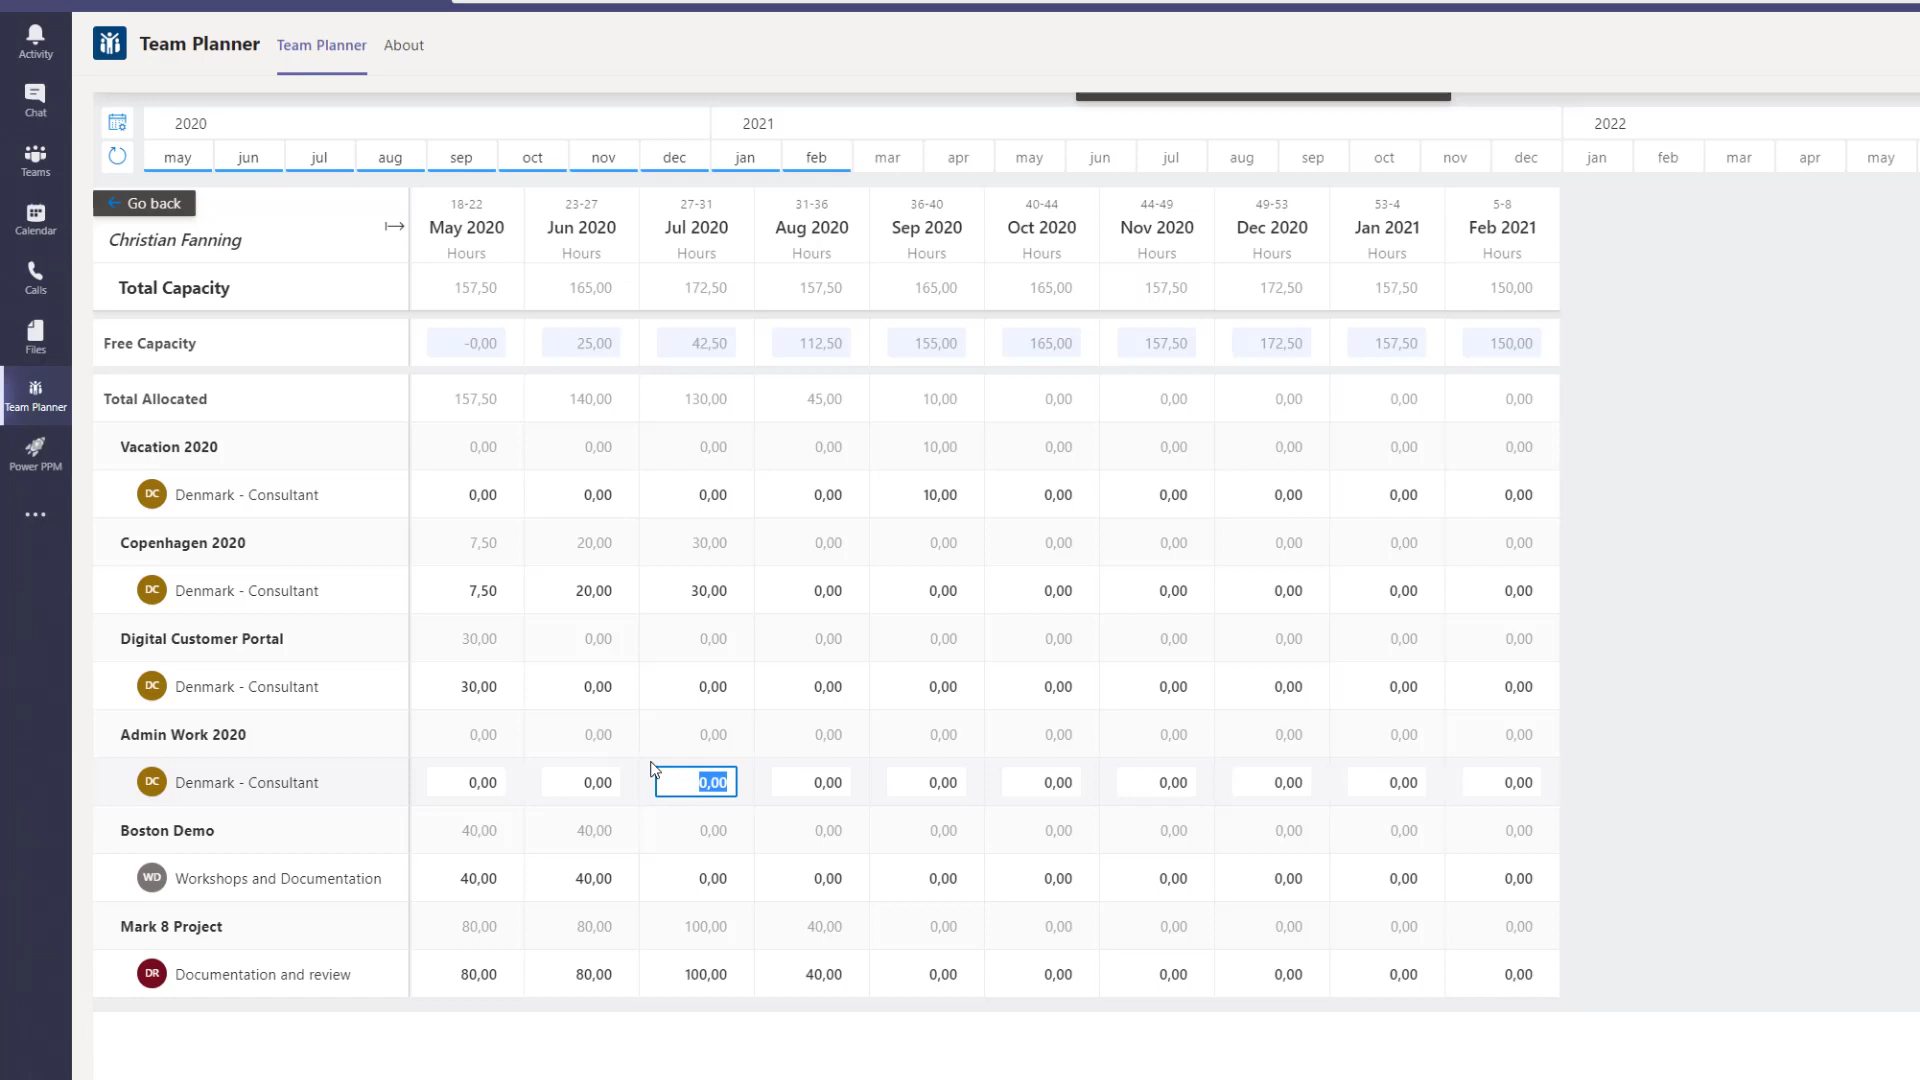 Activity
Chat
Teams
Calendar
Calls
Files
Team Planner
Power PPM
Team Planner Team Planner About
2020 2021 2022
may jun jul aug sep oct nov dec jan feb mar apr may jun jul aug sep oct nov dec jan feb mar apr may
Go back
Christian Fanning
18-22 23-27 27-31 31-36 36-40 40-44 44-49 49-53 53-4 5-8
May 2020 Jun 2020 Jul 2020 Aug 2020 Sep 2020 Oct 2020 Nov 2020 Dec 2020 Jan 2021 Feb 2021
Hours Hours Hours Hours Hours Hours Hours Hours Hours Hours
Total Capacity 157,50 165,00 172,50 157,50 165,00 165,00 157,50 172,50 157,50 150,00
Free Capacity -0,00 25,00 42,50 112,50 155,00 165,00 157,50 172,50 157,50 150,00
Total Allocated 157,50 140,00 130,00 45,00 10,00 0,00 0,00 0,00 0,00 0,00
Vacation 2020 0,00 0,00 0,00 0,00 10,00 0,00 0,00 0,00 0,00 0,00
DC Denmark - Consultant 0,00 0,00 0,00 0,00 10,00 0,00 0,00 0,00 0,00 0,00
Copenhagen 2020 7,50 20,00 30,00 0,00 0,00 0,00 0,00 0,00 0,00 0,00
DC Denmark - Consultant 7,50 20,00 30,00 0,00 0,00 0,00 0,00 0,00 0,00 0,00
Digital Customer Portal 30,00 0,00 0,00 0,00 0,00 0,00 0,00 0,00 0,00 0,00
DC Denmark - Consultant 30,00 0,00 0,00 0,00 0,00 0,00 0,00 0,00 0,00 0,00
Admin Work 2020 0,00 0,00 0,00 0,00 0,00 0,00 0,00 0,00 0,00 0,00
DC Denmark - Consultant 0,00 0,00 0,00 0,00 0,00 0,00 0,00 0,00 0,00 0,00
Boston Demo 40,00 40,00 0,00 0,00 0,00 0,00 0,00 0,00 0,00 0,00
WD Workshops and Documentation 40,00 40,00 0,00 0,00 0,00 0,00 0,00 0,00 0,00 0,00
Mark 8 Project 80,00 80,00 100,00 40,00 0,00 0,00 0,00 0,00 0,00 0,00
DR Documentation and review 80,00 80,00 100,00 40,00 0,00 0,00 0,00 0,00 0,00 0,00